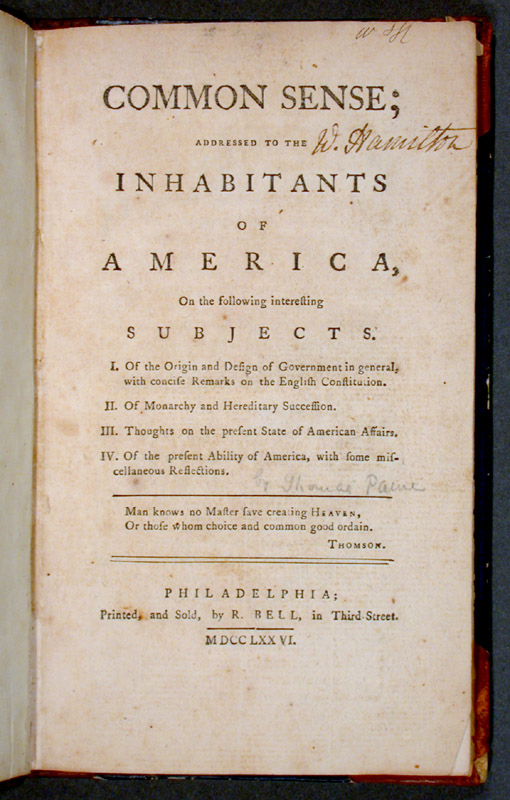 COMMON SENSE;
ADDRESSED TO THE
W. Hamilton
INHABITANTS
OF
AMERICA,
On the following intereſting
SUBJECTS.
I. Of the Origin and Deſign of Government in general,
with conciſe Remarks on the Engliſh Conſtitution.
II. Of Monarchy and Hereditary Succeſſion.
III. Thoughts on the preſent State of American Affairs.
IV. Of the preſent Ability of America, with ſome miſ-
cellaneous Reflections.
by Thomas Paine
Man knows no Maſter ſave creating HEAVEN,
Or thoſe whom choice and common good ordain.
THOMSON.
PHILADELPHIA;
Printed, and Sold, by R. BELL, in Third-Street.
MDCCLXXVI.